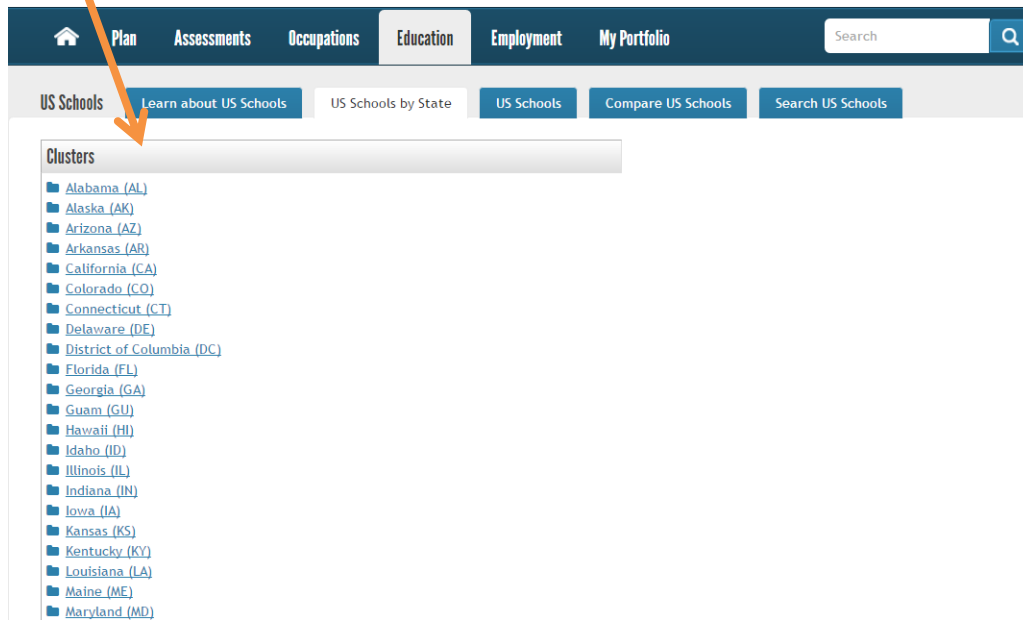 Plan Assessments Occupations Education Employment My Portfolio Search
US Schools Learn about US Schools US Schools by State US Schools Compare US Schools Search US Schools
Clusters
Alabama (AL)
Alaska (AK)
Arizona (AZ)
Arkansas (AR)
California (CA)
Colorado (CO)
Connecticut (CT)
Delaware (DE)
District of Columbia (DC)
Florida (FL)
Georgia (GA)
Guam (GU)
Hawaii (HI)
Idaho (ID)
Illinois (IL)
Indiana (IN)
Iowa (IA)
Kansas (KS)
Kentucky (KY)
Louisiana (LA)
Maine (ME)
Maryland (MD)